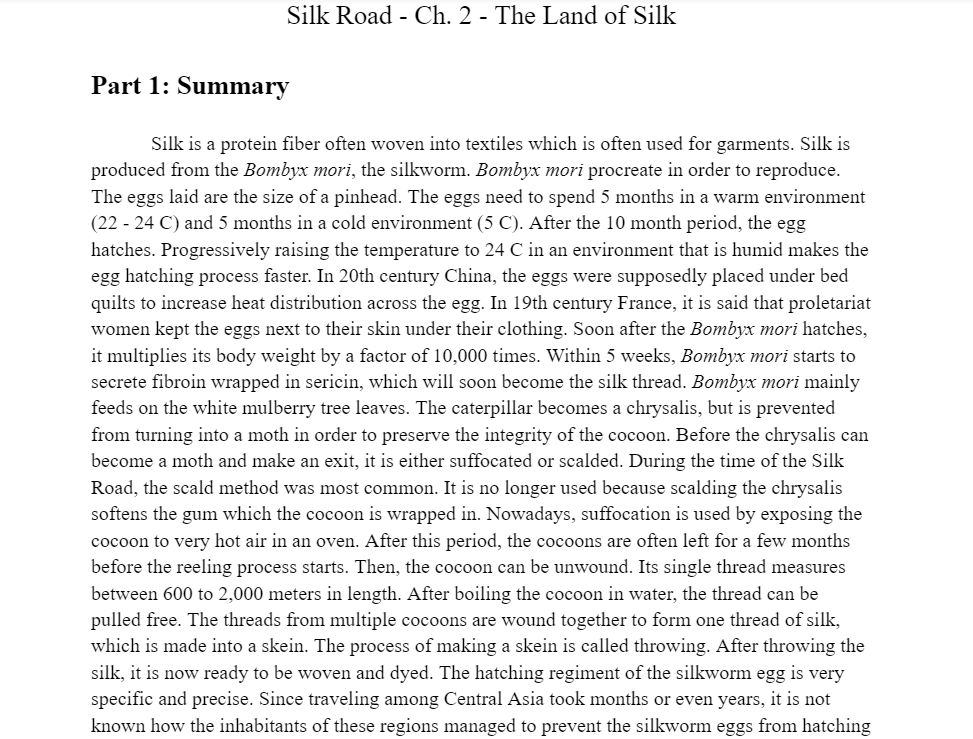 Silk Road - Ch. 2 - The Land of Silk
Part 1: Summary
Silk is a protein fiber often woven into textiles which is often used for garments. Silk is
produced from the Bombyx mori, the silkworm. Bombyx mori procreate in order to reproduce.
The eggs laid are the size of a pinhead. The eggs need to spend 5 months in a warm environment
(22 - 24 C) and 5 months in a cold environment (5 C). After the 10 month period, the egg
hatches. Progressively raising the temperature to 24 C in an environment that is humid makes the
egg hatching process faster. In 20th century China, the eggs were supposedly placed under bed
quilts to increase heat distribution across the egg. In 19th century France, it is said that proletariat
women kept the eggs next to their skin under their clothing. Soon after the Bombyx mori hatches,
it multiplies its body weight by a factor of 10,000 times. Within 5 weeks, Bombyx mori starts to
secrete fibroin wrapped in sericin, which will soon become the silk thread. Bombyx mori mainly
feeds on the white mulberry tree leaves. The caterpillar becomes a chrysalis, but is prevented
from turning into a moth in order to preserve the integrity of the cocoon. Before the chrysalis can
become a moth and make an exit, it is either suffocated or scalded. During the time of the Silk
Road, the scald method was most common. It is no longer used because scalding the chrysalis
softens the gum which the cocoon is wrapped in. Nowadays, suffocation is used by exposing the
cocoon to very hot air in an oven. After this period, the cocoons are often left for a few months
before the reeling process starts. Then, the cocoon can be unwound. Its single thread measures
between 600 to 2,000 meters in length. After boiling the cocoon in water, the thread can be
pulled free. The threads from multiple cocoons are wound together to form one thread of silk,
which is made into a skein. The process of making a skein is called throwing. After throwing the
silk, it is now ready to be woven and dyed. The hatching regiment of the silkworm egg is very
specific and precise. Since traveling among Central Asia took months or even years, it is not
known how the inhabitants of these regions managed to prevent the silkworm eggs from hatching